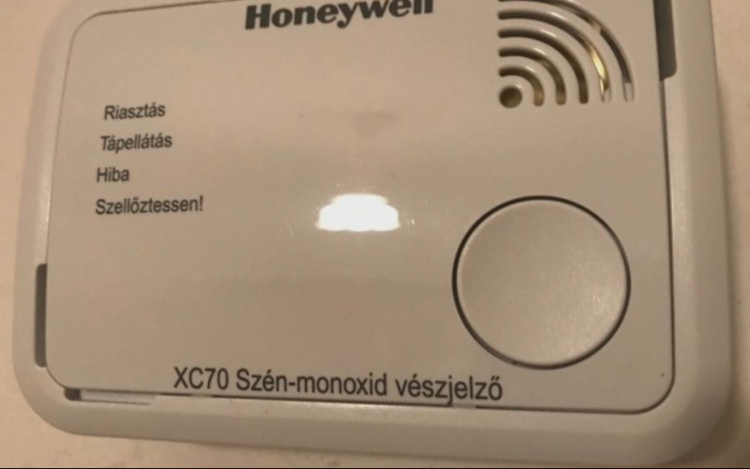 Honeywell
Riasztás
Tápellátás
Hiba
Szellőztessen!
XC70 Szén-monoxid vészjelző